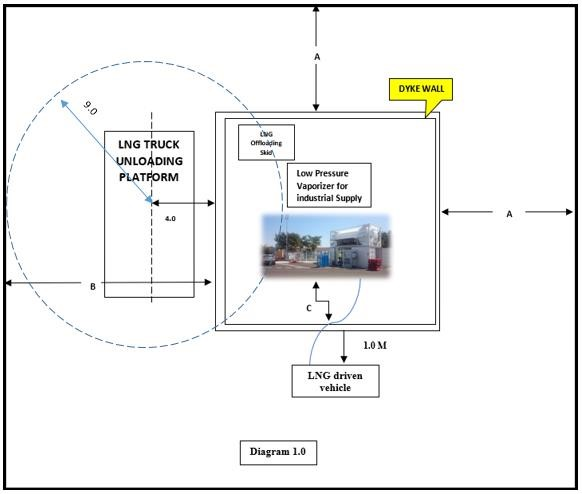 A
DYKE WALL
9.0
LNG
Offloading
Skid
LNG TRUCK
UNLOADING
PLATFORM
Low Pressure
Vaporizer for
industrial Supply
4.0
A
B
C
1.0 M
LNG driven
vehicle
Diagram 1.0